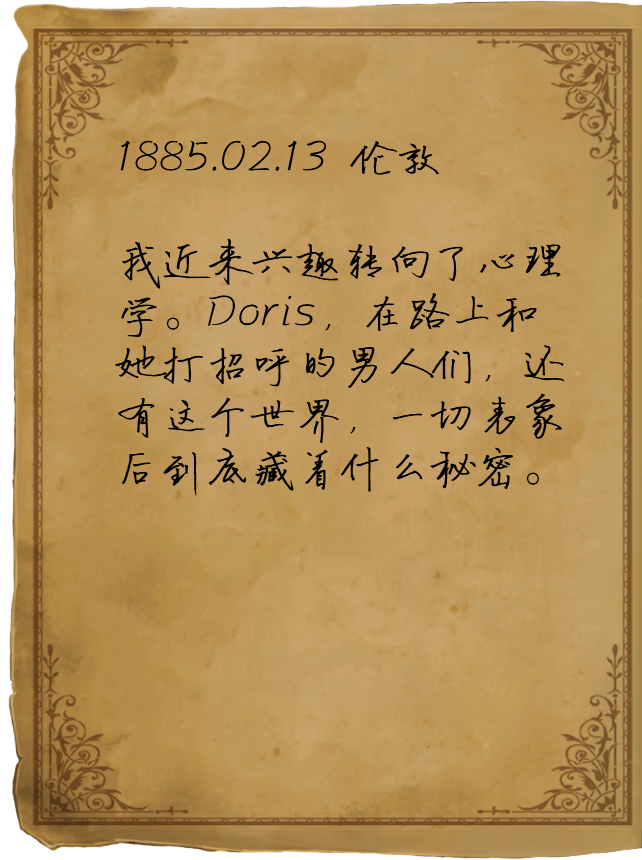 1885.02.13 伦敦
我近来兴趣转向了心理
学。Doris，在路上和
她打招呼的男人们，还
有这个世界，一切表象
后到底藏着什么秘密。